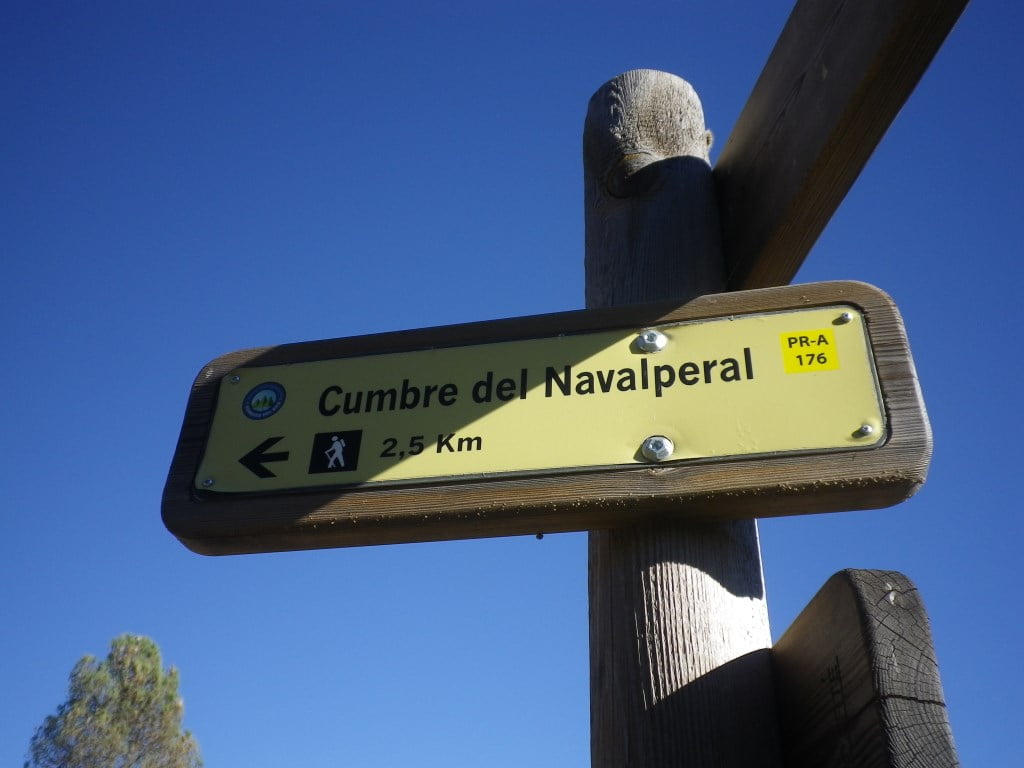 Cumbre del Navalperal
PR-A
176
2,5 Km